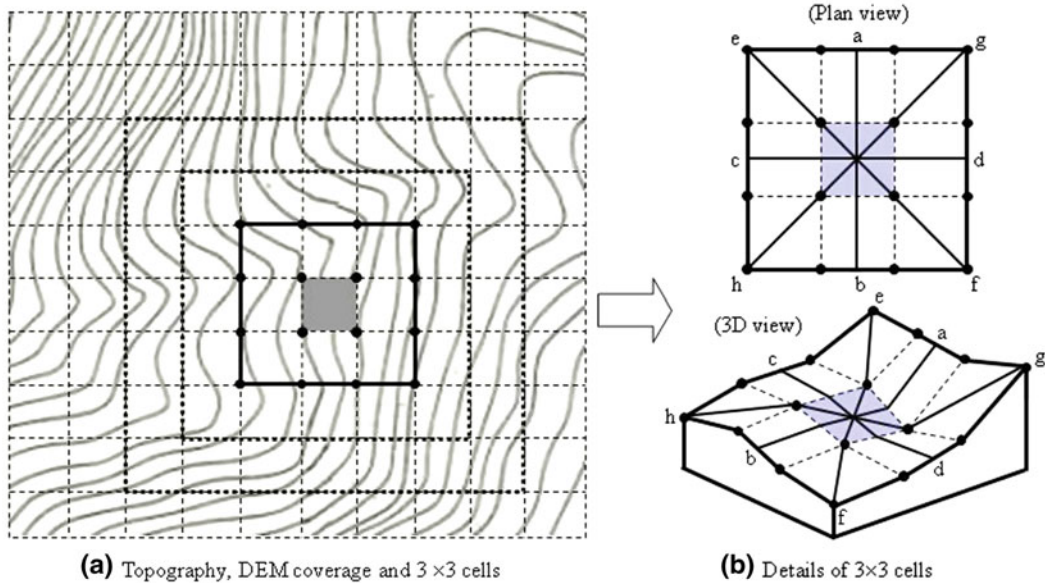 (Plan view)
e
a
g
c
d
h
b
f
(3D view)
e
a
c
g
h
b
d
f
(a) Topography, DEM coverage and 3 ×3 cells
(b) Details of 3×3 cells